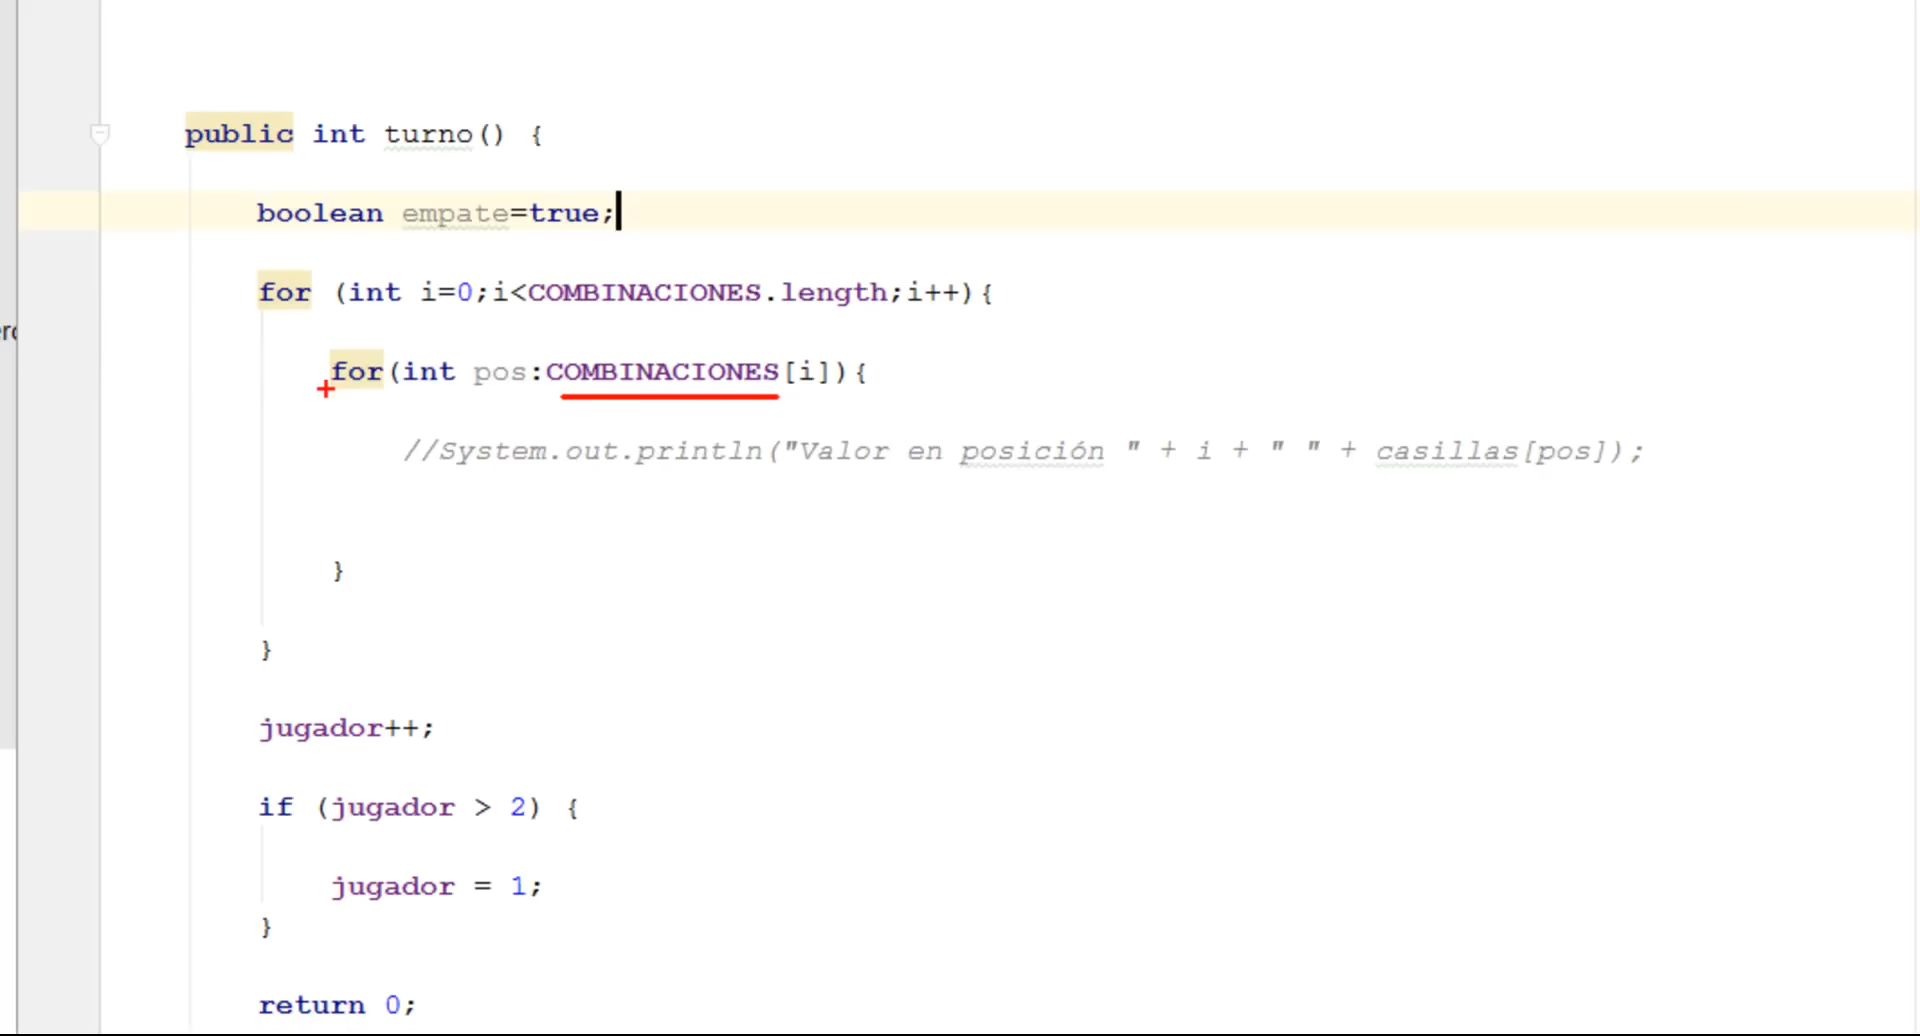 public int turno() {
boolean empate=true;
for (int i=0;i<COMBINACIONES.length;i++){
for(int pos:COMBINACIONES[i]){
//System.out.println("Valor en posición " + i + " " + casillas[pos]);
}
}
jugador++;
if (jugador > 2) {
jugador = 1;
}
return 0;